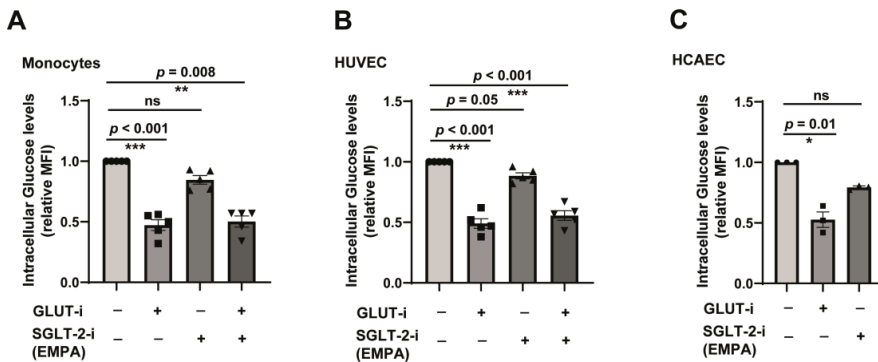 A
Monocytes
p = 0.008
**
ns
p < 0.001
***
Intracellular Glucose levels
(relative MFI)
1.5
1.0
0.5
0.0
GLUT-i – + – +
SGLT-2-i – – + +
(EMPA)
B
HUVEC
p < 0.001
***
p = 0.05
p < 0.001
***
Intracellular Glucose levels
(relative MFI)
1.5
1.0
0.5
0.0
GLUT-i – + – +
SGLT-2-i – – + +
(EMPA)
C
HCAEC
ns
p = 0.01
*
Intracellular Glucose levels
(relative MFI)
1.5
1.0
0.5
0.0
GLUT-i – + –
SGLT-2-i – – +
(EMPA)